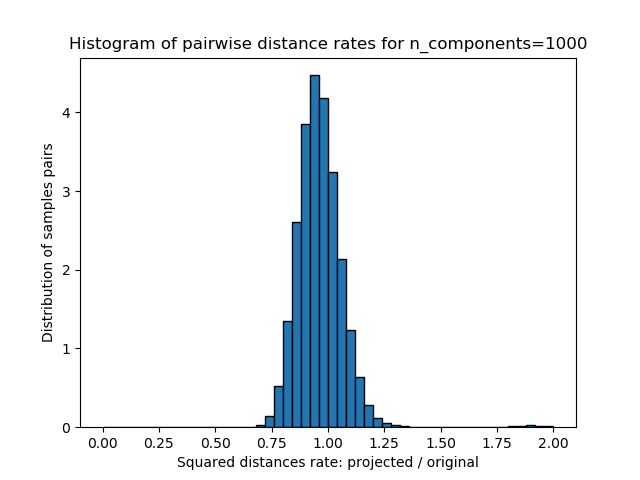 Histogram of pairwise distance rates for n_components=1000
Distribution of samples pairs
4
3
2
1
0
0.00 0.25 0.50 0.75 1.00 1.25 1.50 1.75 2.00
Squared distances rate: projected / original